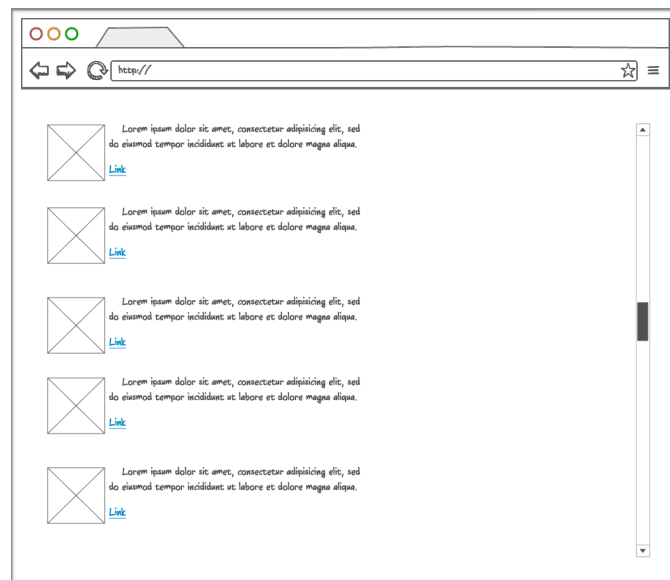 http://
Lorem ipsum dolor sit amet, consectetur adipisicing elit, sed
do eiusmod tempor incididunt ut labore et dolore magna aliqua.
Link
Lorem ipsum dolor sit amet, consectetur adipisicing elit, sed
do eiusmod tempor incididunt ut labore et dolore magna aliqua.
Link
Lorem ipsum dolor sit amet, consectetur adipisicing elit, sed
do eiusmod tempor incididunt ut labore et dolore magna aliqua.
Link
Lorem ipsum dolor sit amet, consectetur adipisicing elit, sed
do eiusmod tempor incididunt ut labore et dolore magna aliqua.
Link
Lorem ipsum dolor sit amet, consectetur adipisicing elit, sed
do eiusmod tempor incididunt ut labore et dolore magna aliqua.
Link